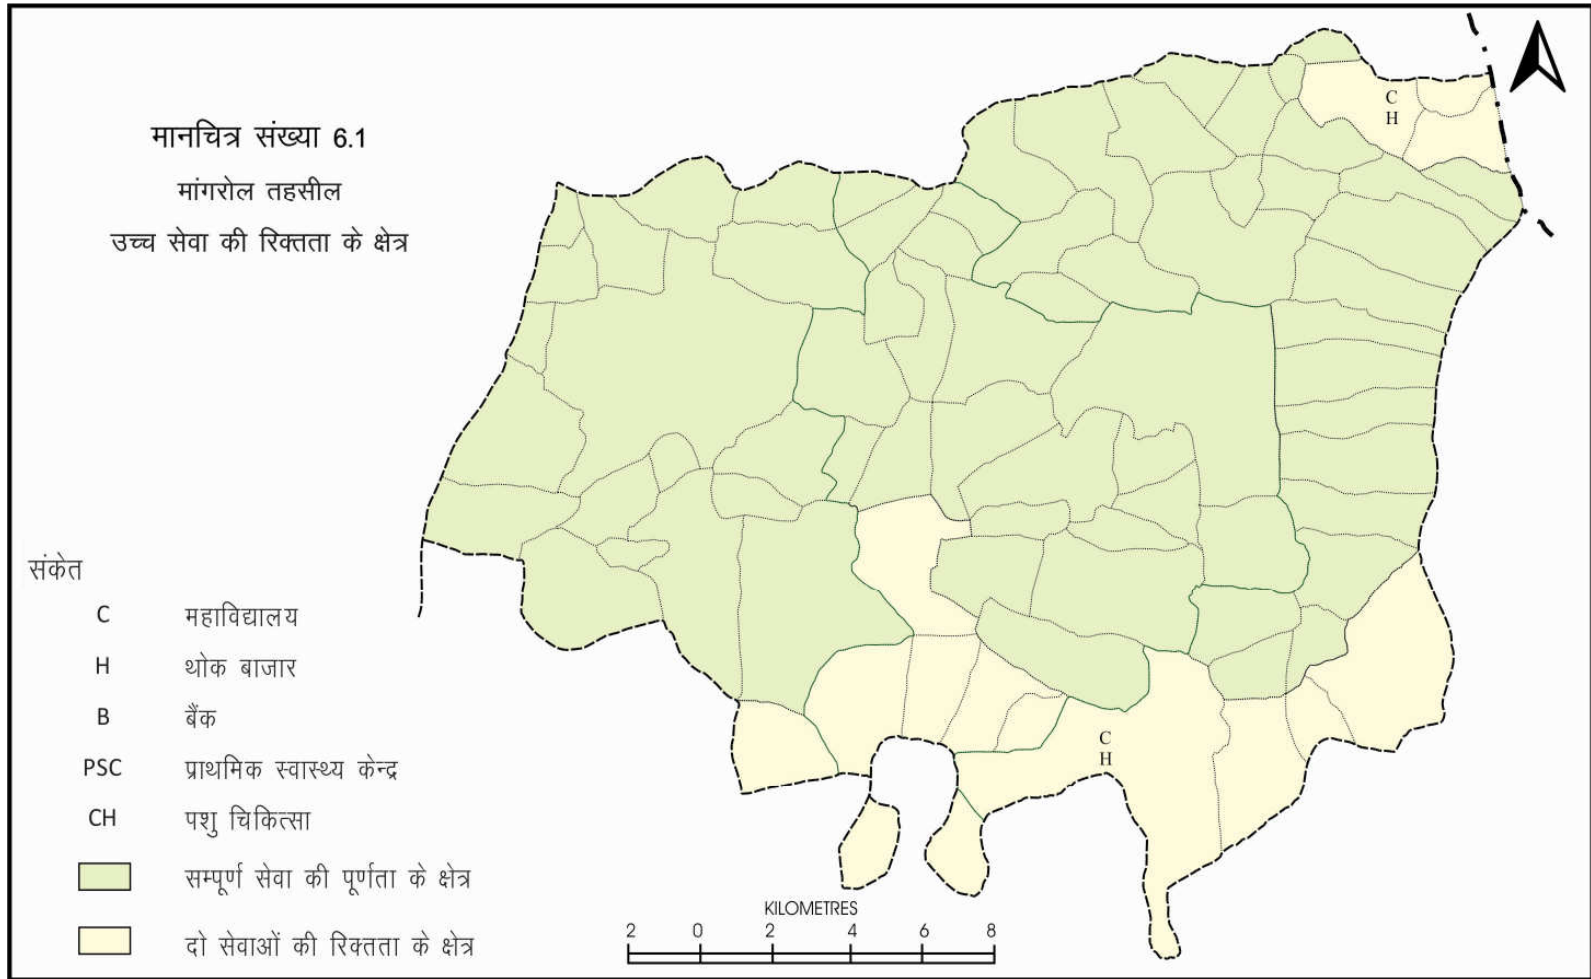 मानचित्र संख्या 6.1
मांगरोल तहसील
उच्च सेवा की रिक्तता के क्षेत्र
C
H
संकेत
C महाविद्यालय
H थोक बाजार
B बैंक
PSC प्राथमिक स्वास्थ्य केन्द्र
CH पशु चिकित्सा
सम्पूर्ण सेवा की पूर्णता के क्षेत्र
दो सेवाओं की रिक्तता के क्षेत्र
C
H
KILOMETRES
2 0 2 4 6 8